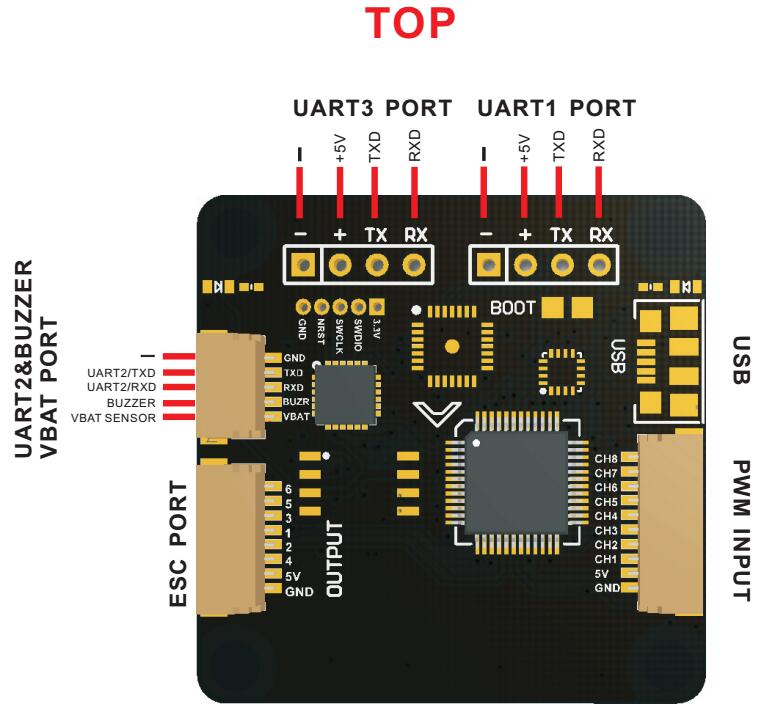 TOP
UART3 PORT UART1 PORT
– +5V TXD RXD – +5V TXD RXD
– + TX RX – + TX RX
GND NRST SWCLK SWDIO 3.3V
BOOT
USB
USB
UART2&BUZZER
VBAT PORT
–
UART2/TXD
UART2/RXD
BUZZER
VBAT SENSOR
GND
TXD
RXD
BUZR
VBAT
ESC PORT
6
5
3
1
2
4
5V
GND
OUTPUT
CH8
CH7
CH6
CH5
CH4
CH3
CH2
CH1
5V
GND
PWM INPUT